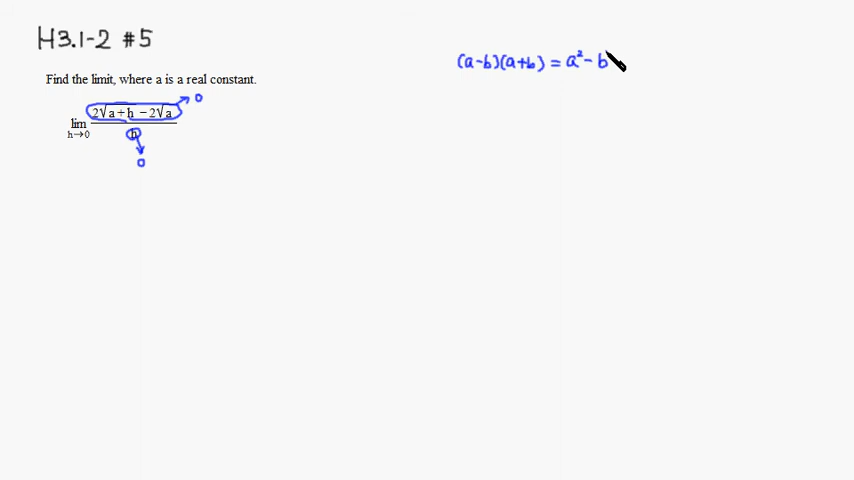 H3.1-2 #5
(a-b)(a+b) = a² - b
Find the limit, where a is a real constant.
lim h→0 (2√a+h − 2√a)/h
0
0